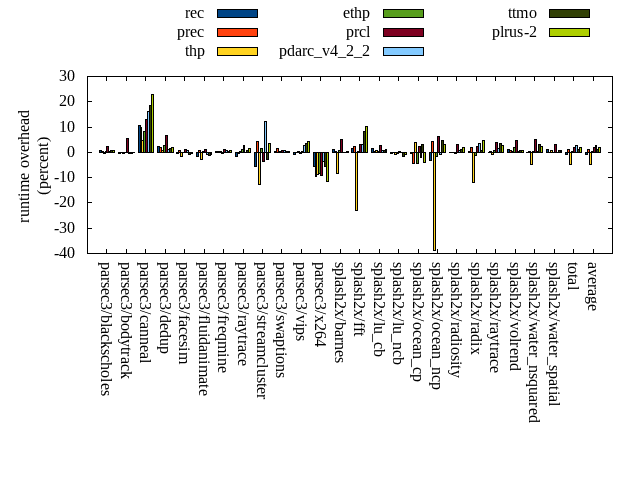 rec
prec
thp
ethp
prcl
pdarc_v4_2_2
ttmo
plrus-2
runtime overhead
(percent)
30
20
10
0
-10
-20
-30
-40
parsec3/blackscholes
parsec3/bodytrack
parsec3/canneal
parsec3/dedup
parsec3/facesim
parsec3/fluidanimate
parsec3/freqmine
parsec3/raytrace
parsec3/streamcluster
parsec3/swaptions
parsec3/vips
parsec3/x264
splash2x/barnes
splash2x/fft
splash2x/lu_cb
splash2x/lu_ncb
splash2x/ocean_cp
splash2x/ocean_ncp
splash2x/radiosity
splash2x/radix
splash2x/raytrace
splash2x/volrend
splash2x/water_nsquared
splash2x/water_spatial
total
average